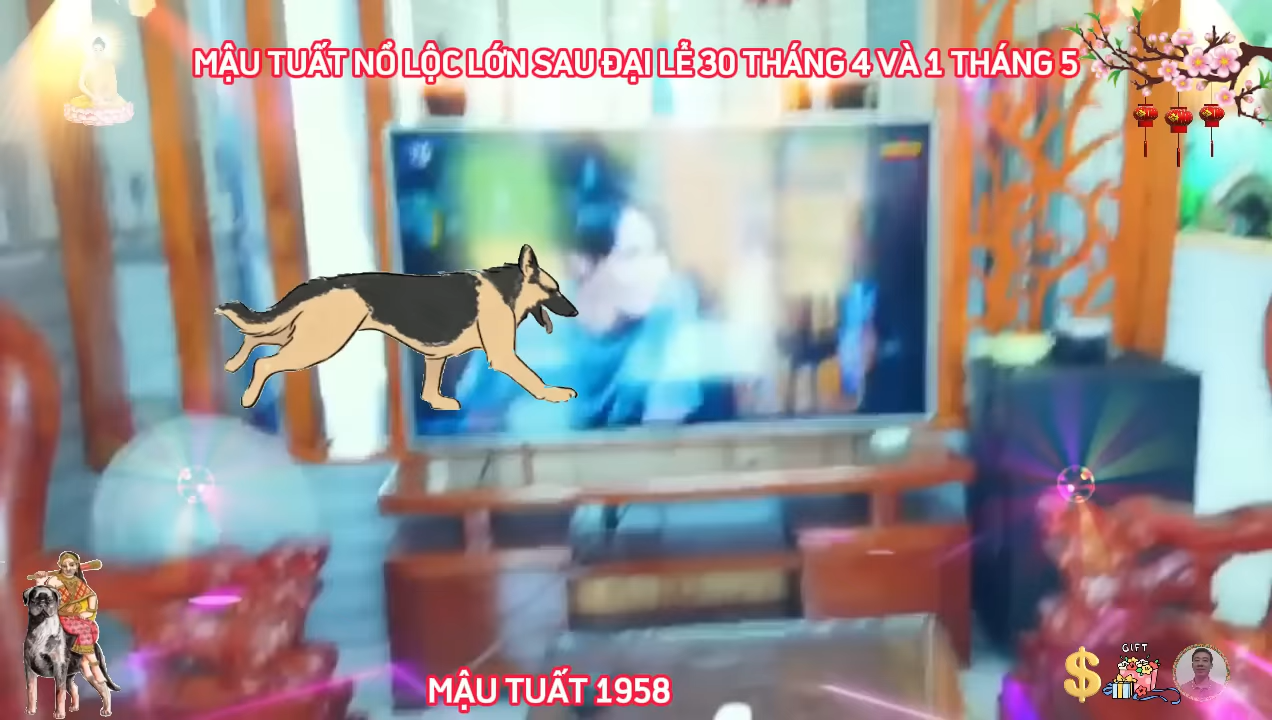 MẬU TUẤT NỔ LỘC LỚN SAU ĐẠI LỄ 30 THÁNG 4 VÀ 1 THÁNG 5
GIFT
MẬU TUẤT 1958